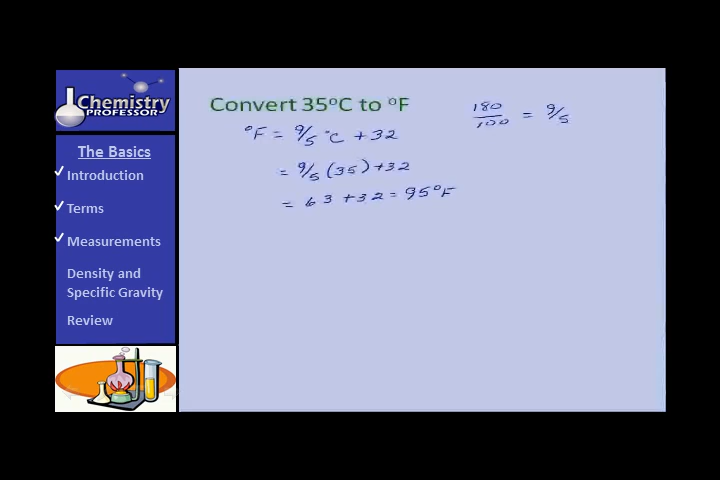 Chemistry
PROFESSOR
The Basics
Introduction
Terms
Measurements
Density and
Specific Gravity
Review
Convert 35°C to °F
°F = 9/5 °C + 32
= 9/5 (35) + 32
= 63 + 32 = 95°F
180/100 = 9/5